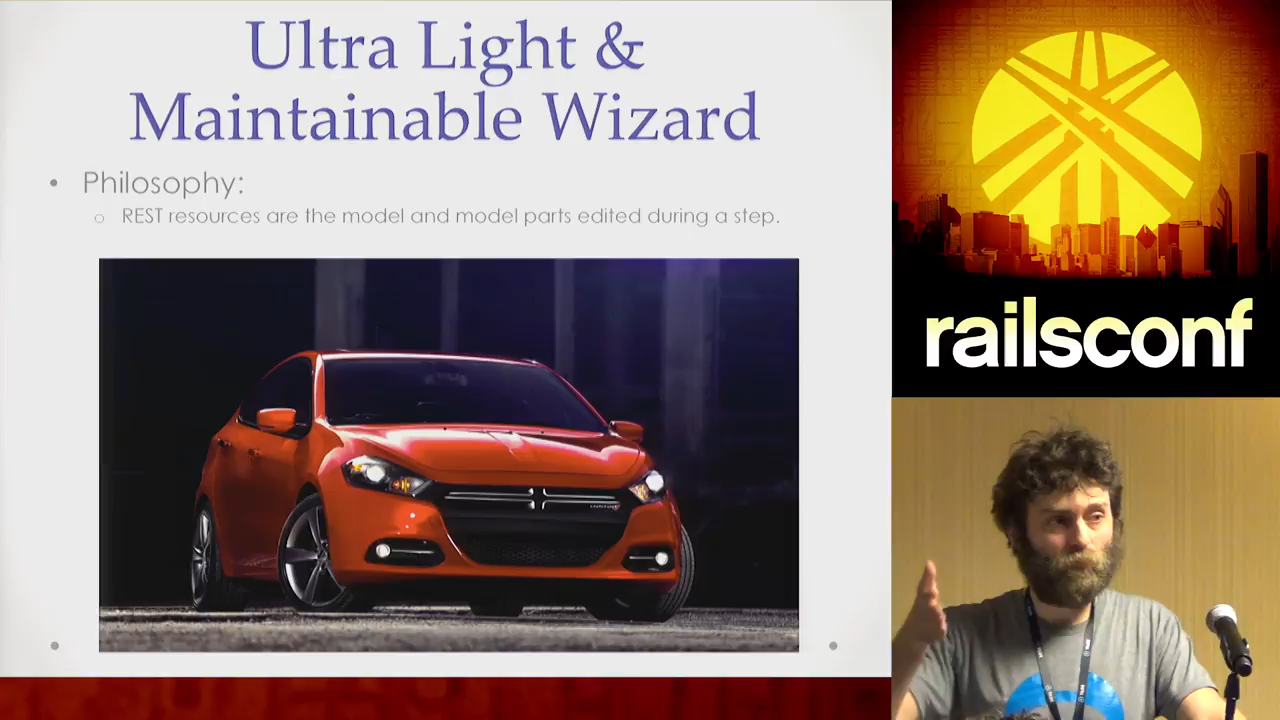 Ultra Light &
Maintainable Wizard
• Philosophy:
○ REST resources are the model and model parts edited during a step.
railsconf